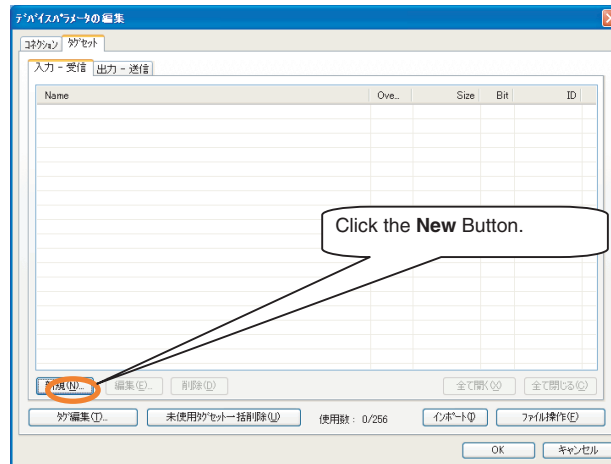 ﾃﾞﾊﾞｲｽﾊﾟﾗﾒｰﾀの編集
ｺﾈｸｼｮﾝ ﾀｸﾞｾｯﾄ
入力 - 受信 出力 - 送信
Name Ove... Size Bit ID
Click the New Button.
新規(N)... 編集(E)... 削除(D) 全て開く(X) 全て閉じる(C)
ﾀｸﾞ編集(T)... 未使用ﾀｸﾞｾｯﾄ一括削除(U) 使用数： 0/256 ｲﾝﾎﾟｰﾄ(I) ﾌｧｲﾙ操作(F)
OK ｷｬﾝｾﾙ